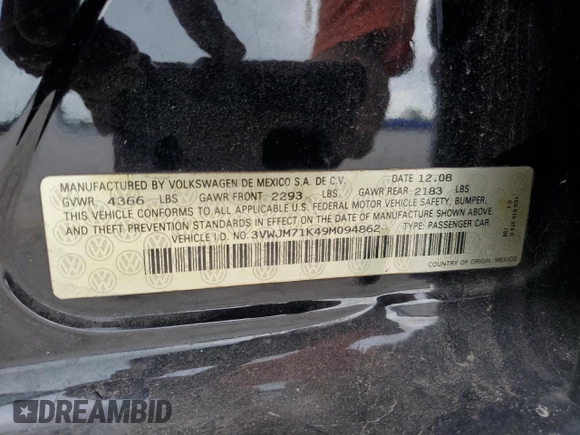 MANUFACTURED BY VOLKSWAGEN DE MEXICO S.A. DE C.V. DATE 12.08
GVWR 4366 LBS GAWR FRONT 2293 LBS. GAWR REAR 2183 LBS
THIS VEHICLE CONFORMS TO ALL APPLICABLE U.S. FEDERAL MOTOR VEHICLE SAFETY, BUMPER,
AND THEFT PREVENTION STANDARDS IN EFFECT ON THE DATE OF MANUFACTURE SHOWN ABOVE.
VEHICLE I.D. NO. 3VWJM71K49M094862 TYPE: PASSENGER CAR
COUNTRY OF ORIGIN: MEXICO
DREAMBID